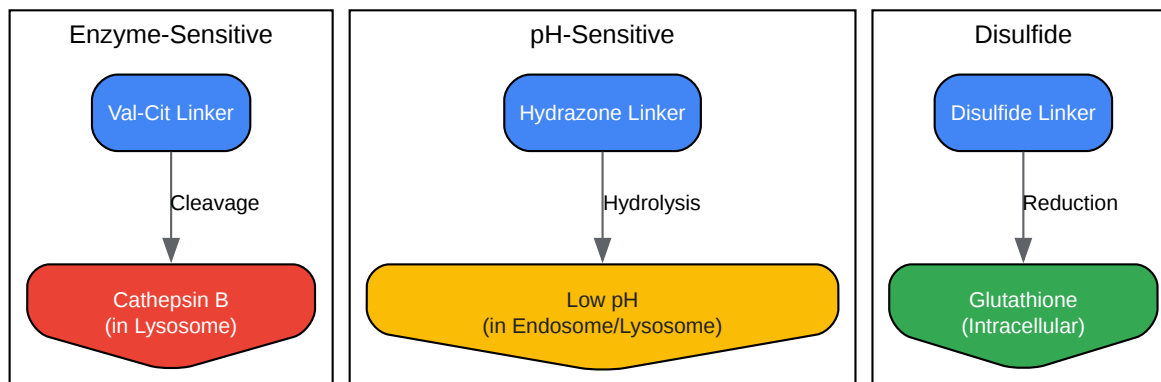 Enzyme-Sensitive
Val-Cit Linker
Cleavage
Cathepsin B
(in Lysosome)
pH-Sensitive
Hydrazone Linker
Hydrolysis
Low pH
(in Endosome/Lysosome)
Disulfide
Disulfide Linker
Reduction
Glutathione
(Intracellular)